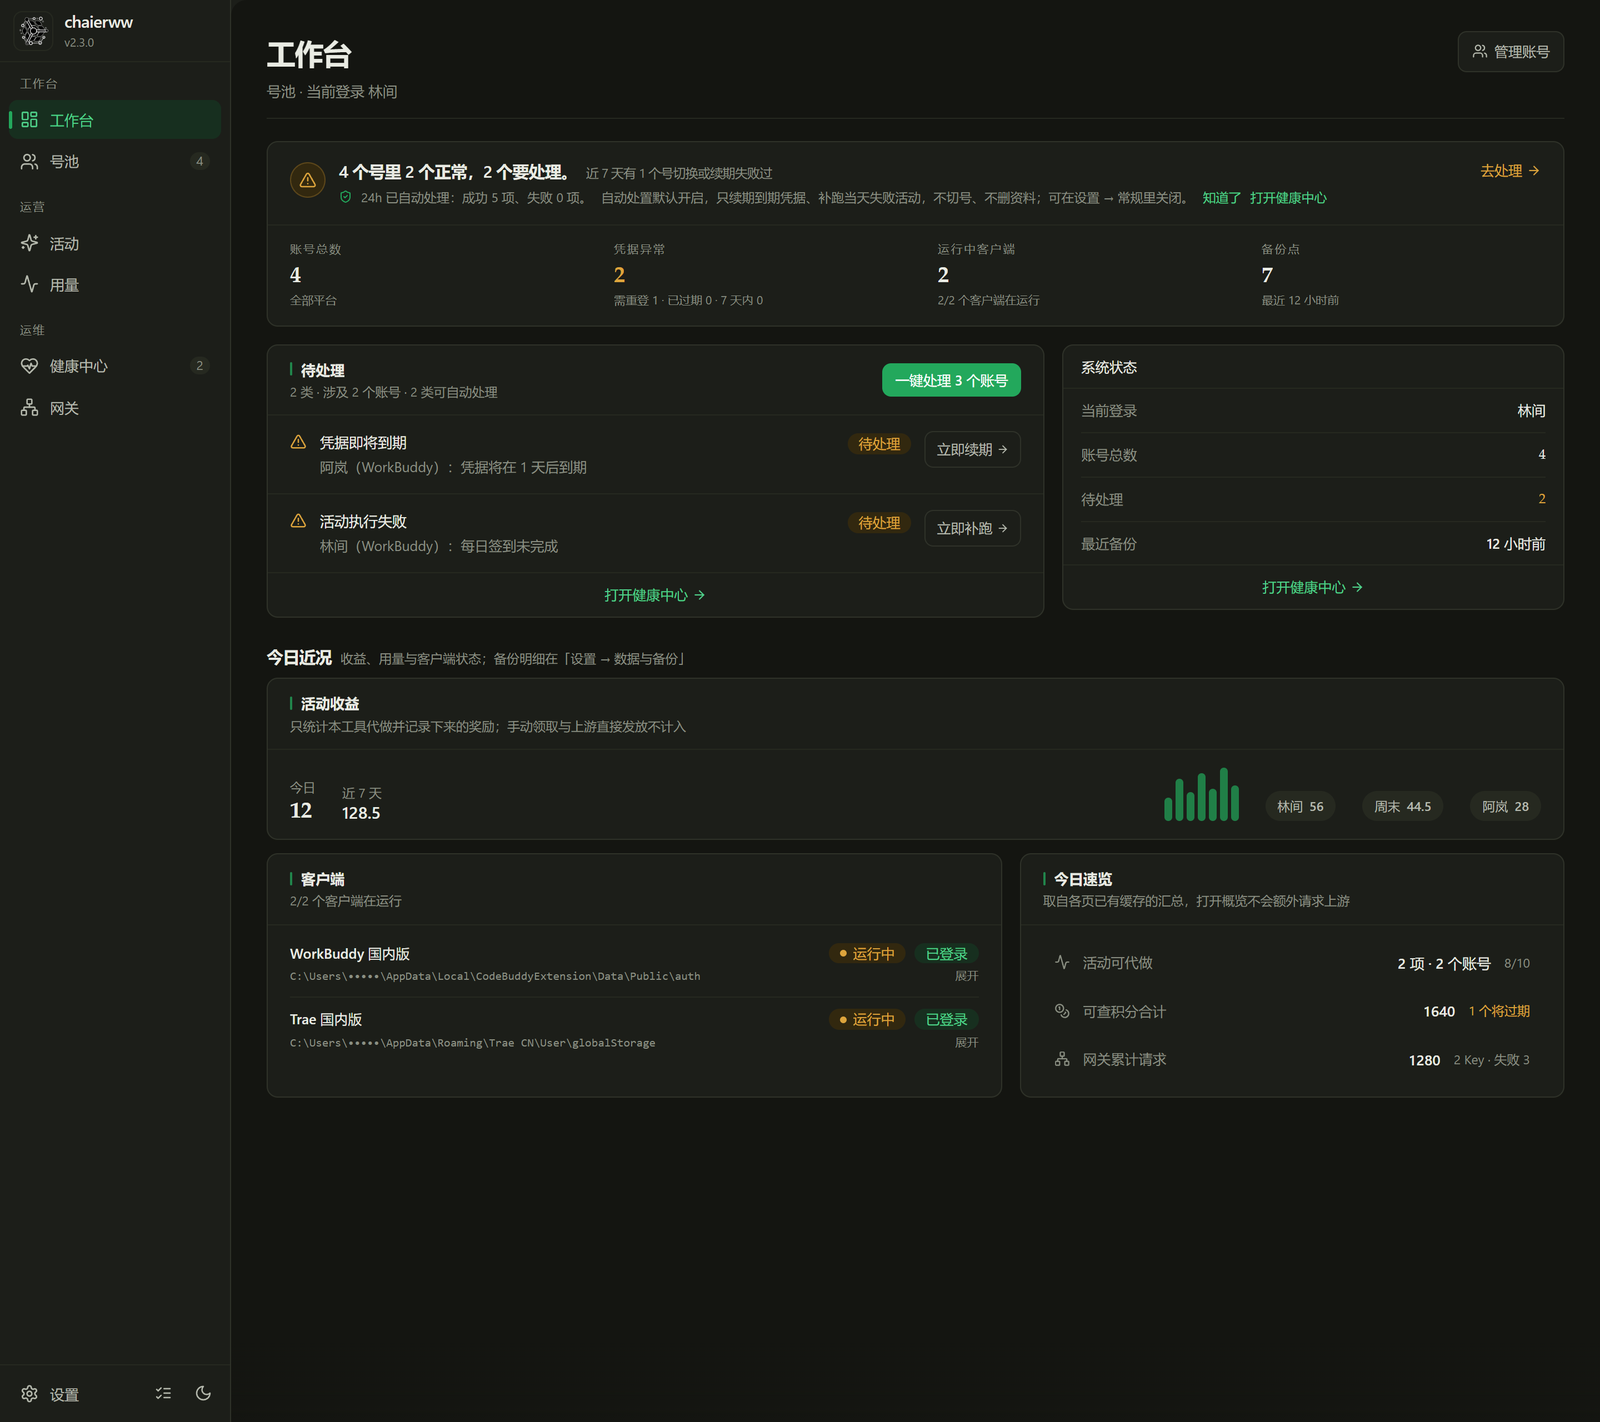 chaierww
v2.3.0
工作台
工作台
号池 4
运营
活动
用量
运维
健康中心 2
网关
设置
工作台
号池 · 当前登录 林间
管理账号
4 个号里 2 个正常，2 个要处理。 近 7 天有 1 个号切换或续期失败过
去处理 →
24h 已自动处理：成功 5 项、失败 0 项。 自动处置默认开启，只续期到期凭据、补跑当天失败活动，不切号、不删资料；可在设置 → 常规里关闭。 知道了 打开健康中心
账号总数 凭据异常 运行中客户端 备份点
4 2 2 7
全部平台 需重登 1 · 已过期 0 · 7 天内 0 2/2 个客户端在运行 最近 12 小时前
待处理
2 类 · 涉及 2 个账号 · 2 类可自动处理
一键处理 3 个账号
凭据即将到期
阿岚（WorkBuddy）：凭据将在 1 天后到期
待处理 立即续期 →
活动执行失败
林间（WorkBuddy）：每日签到未完成
待处理 立即补跑 →
打开健康中心 →
系统状态
当前登录 林间
账号总数 4
待处理 2
最近备份 12 小时前
打开健康中心 →
今日近况 收益、用量与客户端状态；备份明细在「设置 → 数据与备份」
活动收益
只统计本工具代做并记录下来的奖励；手动领取与上游直接发放不计入
今日 近 7 天
12 128.5
林间 56 周末 44.5 阿岚 28
客户端
2/2 个客户端在运行
WorkBuddy 国内版 运行中 已登录
C:\Users\•••••\AppData\Local\CodeBuddyExtension\Data\Public\auth 展开
Trae 国内版 运行中 已登录
C:\Users\•••••\AppData\Roaming\Trae CN\User\globalStorage 展开
今日速览
取自各页已有缓存的汇总，打开概览不会额外请求上游
活动可代做 2 项 · 2 个账号 8/10
可查积分合计 1640 1 个将过期
网关累计请求 1280 2 Key · 失败 3